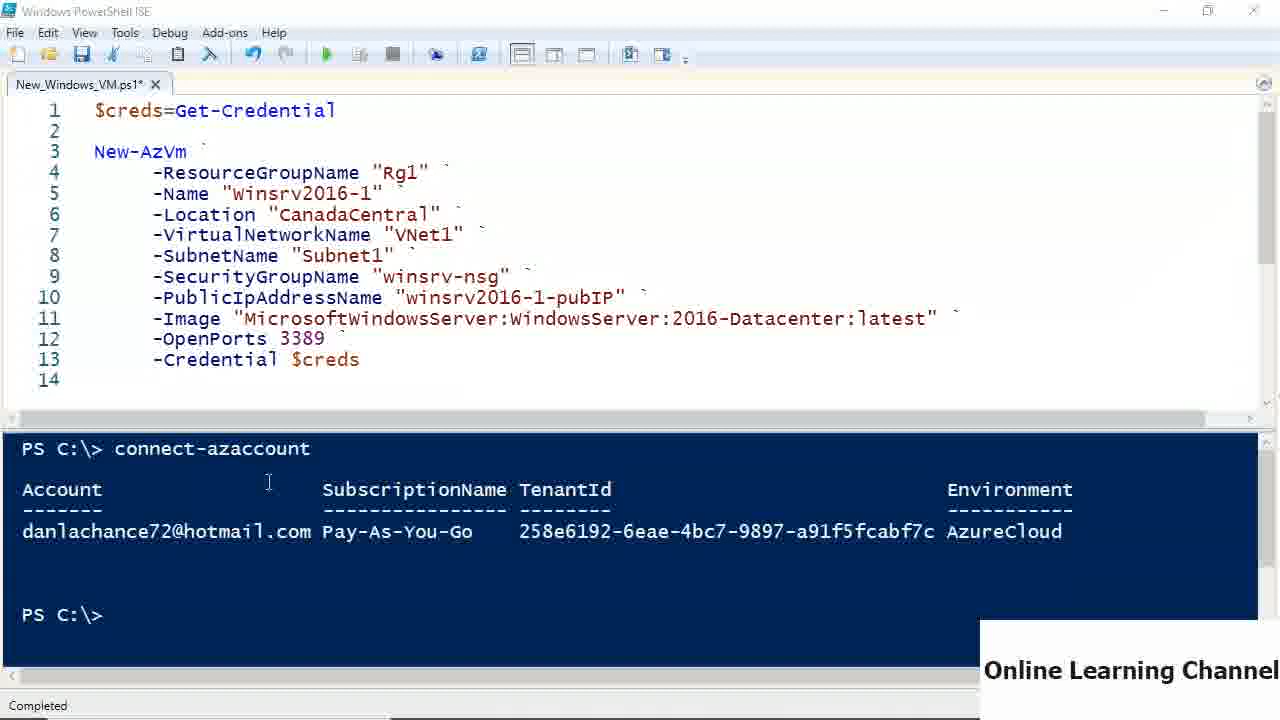 Windows PowerShell ISE
File Edit View Tools Debug Add-ons Help
New_Windows_VM.ps1*
1 $creds=Get-Credential
2
3 New-AzVm `
4 -ResourceGroupName "Rg1" `
5 -Name "Winsrv2016-1" `
6 -Location "CanadaCentral" `
7 -VirtualNetworkName "VNet1" `
8 -SubnetName "Subnet1" `
9 -SecurityGroupName "winsrv-nsg" `
10 -PublicIpAddressName "winsrv2016-1-pubIP" `
11 -Image "MicrosoftWindowsServer:WindowsServer:2016-Datacenter:latest" `
12 -OpenPorts 3389 `
13 -Credential $creds
14
PS C:\> connect-azaccount
Account SubscriptionName TenantId Environment
------- ---------------- -------- -----------
danlachance72@hotmail.com Pay-As-You-Go 258e6192-6eae-4bc7-9897-a91f5fcabf7c AzureCloud
PS C:\>
Online Learning Channel
Completed